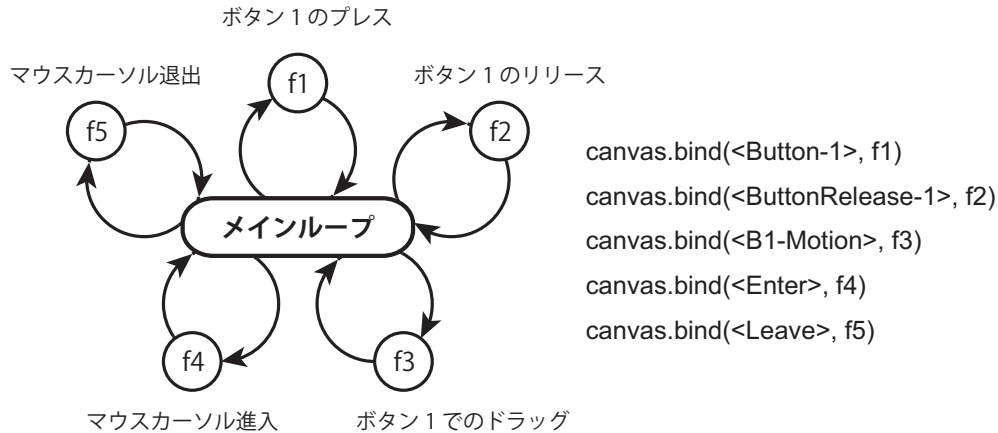 ボタン 1 のプレス
マウスカーソル退出
ボタン 1 のリリース
f1
f5
f2
メインループ
f4
f3
マウスカーソル進入
ボタン 1 でのドラッグ
canvas.bind(<Button-1>, f1)
canvas.bind(<ButtonRelease-1>, f2)
canvas.bind(<B1-Motion>, f3)
canvas.bind(<Enter>, f4)
canvas.bind(<Leave>, f5)